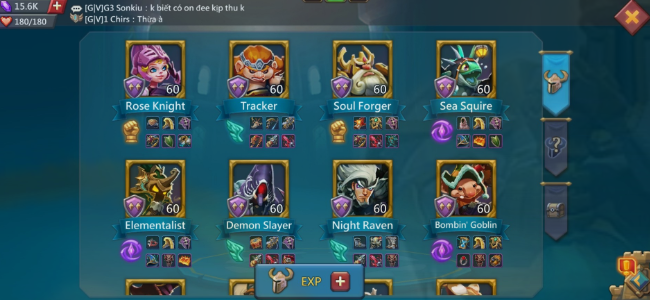 15.6K
[G(V]G3 Sonkiu : k biết có on đee kịp thu k
180/180
[G(V]1 Chirs : Thừa à
60 60 60 60
Rose Knight Tracker Soul Forger Sea Squire
60 60 60 60
Elementalist Demon Slayer Night Raven Bombin' Goblin
EXP